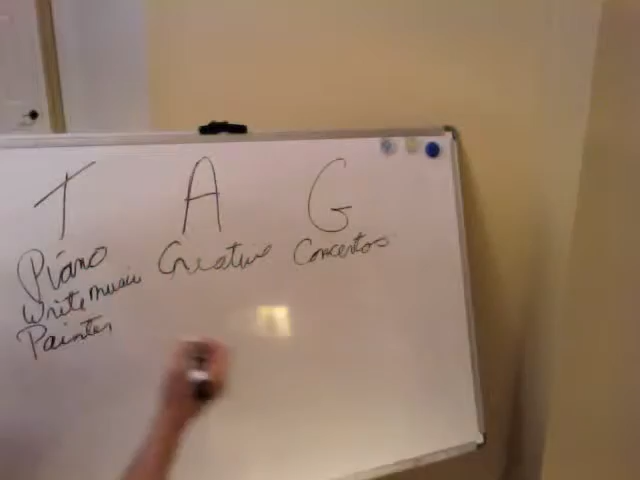 T A G
Piano Creative Concertos
Write music
Painter